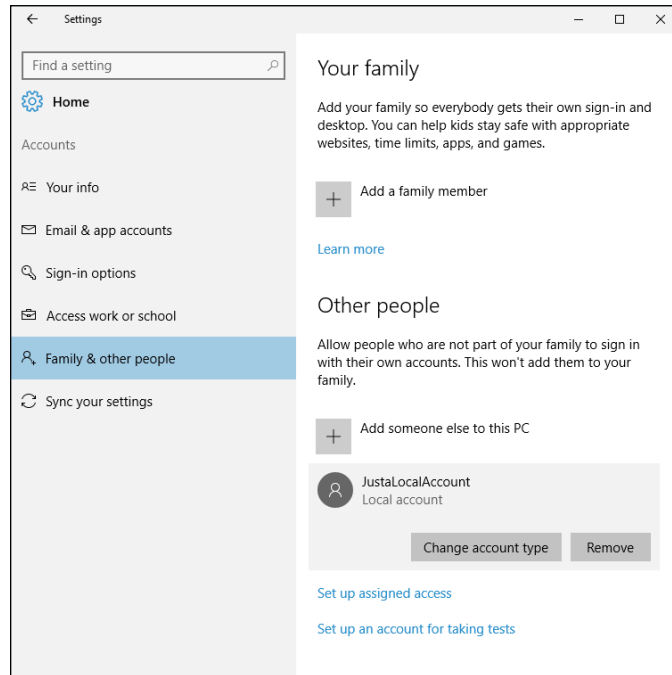 Settings
Find a setting
Home
Accounts
Your info
Email & app accounts
Sign-in options
Access work or school
Family & other people
Sync your settings
Your family
Add your family so everybody gets their own sign-in and
desktop. You can help kids stay safe with appropriate
websites, time limits, apps, and games.
Add a family member
Learn more
Other people
Allow people who are not part of your family to sign in
with their own accounts. This won't add them to your
family.
Add someone else to this PC
JustaLocalAccount
Local account
Change account type
Remove
Set up assigned access
Set up an account for taking tests